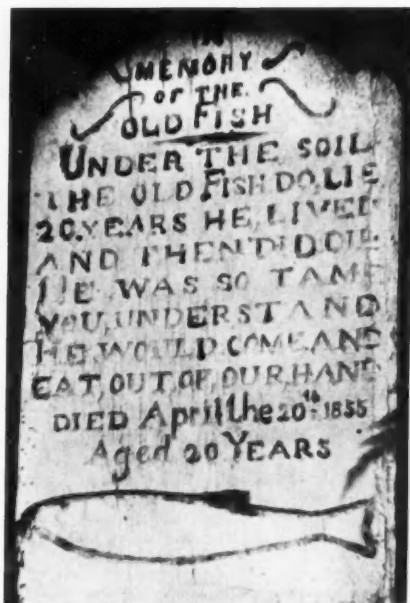 IN
MEMORY
OF THE
OLD FISH
UNDER THE SOIL
THE OLD FISH DO, LIE
20, YEARS HE, LIVED
AND THEN DID DIE
HE WAS SO TAME
YOU, UNDERSTAND
HE, WOULD, COME, AND
EAT, OUT, OF, OUR, HAND
DIED April the 20th 1855
Aged 20 YEARS